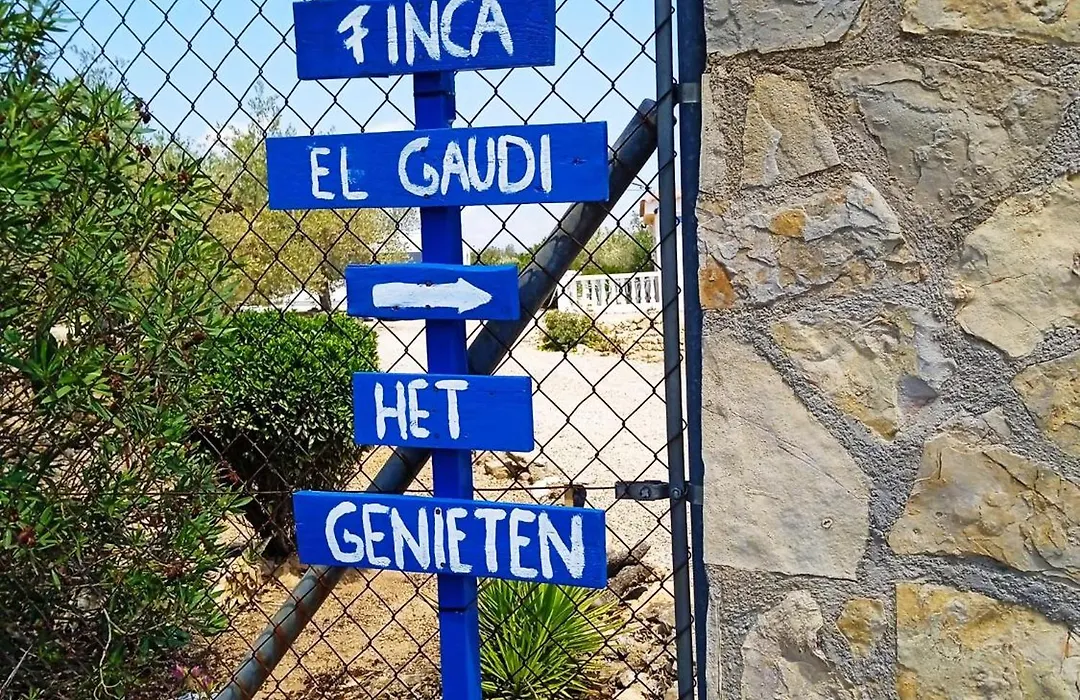 FINCA
EL GAUDI
HET
GENIETEN